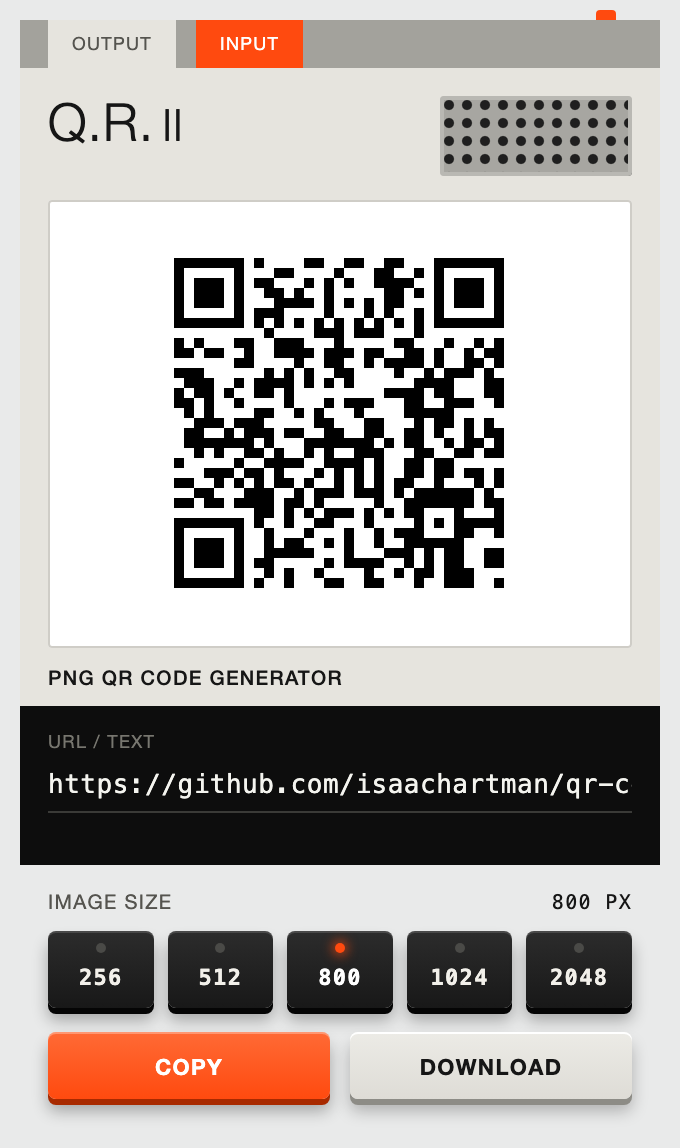 OUTPUT INPUT
Q.R. II
PNG QR CODE GENERATOR
URL / TEXT
https://github.com/isaachartman/qr-c
IMAGE SIZE 800 PX
256 512 800 1024 2048
COPY DOWNLOAD